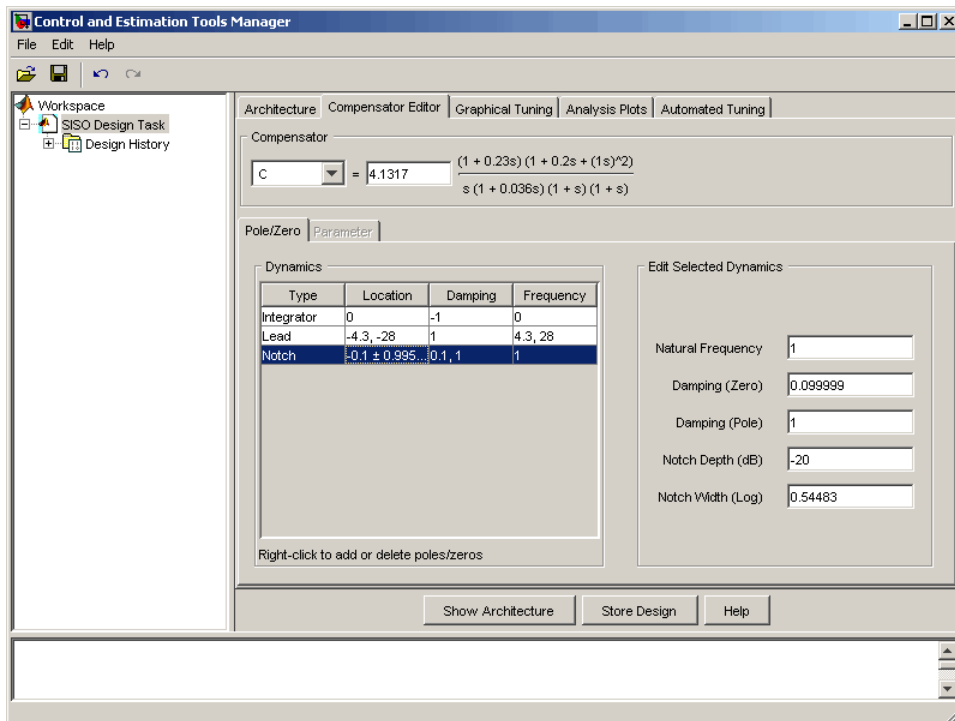 Control and Estimation Tools Manager
File Edit Help
Workspace
SISO Design Task
Design History
Architecture Compensator Editor Graphical Tuning Analysis Plots Automated Tuning
Compensator
C = 4.1317 (1 + 0.23s) (1 + 0.2s + (1s)^2)
s (1 + 0.036s) (1 + s) (1 + s)
Pole/Zero Parameter
Dynamics
Type Location Damping Frequency
Integrator 0 -1 0
Lead -4.3, -28 1 4.3, 28
Notch -0.1 ± 0.995... 0.1, 1 1
Right-click to add or delete poles/zeros
Edit Selected Dynamics
Natural Frequency 1
Damping (Zero) 0.099999
Damping (Pole) 1
Notch Depth (dB) -20
Notch Width (Log) 0.54483
Show Architecture Store Design Help